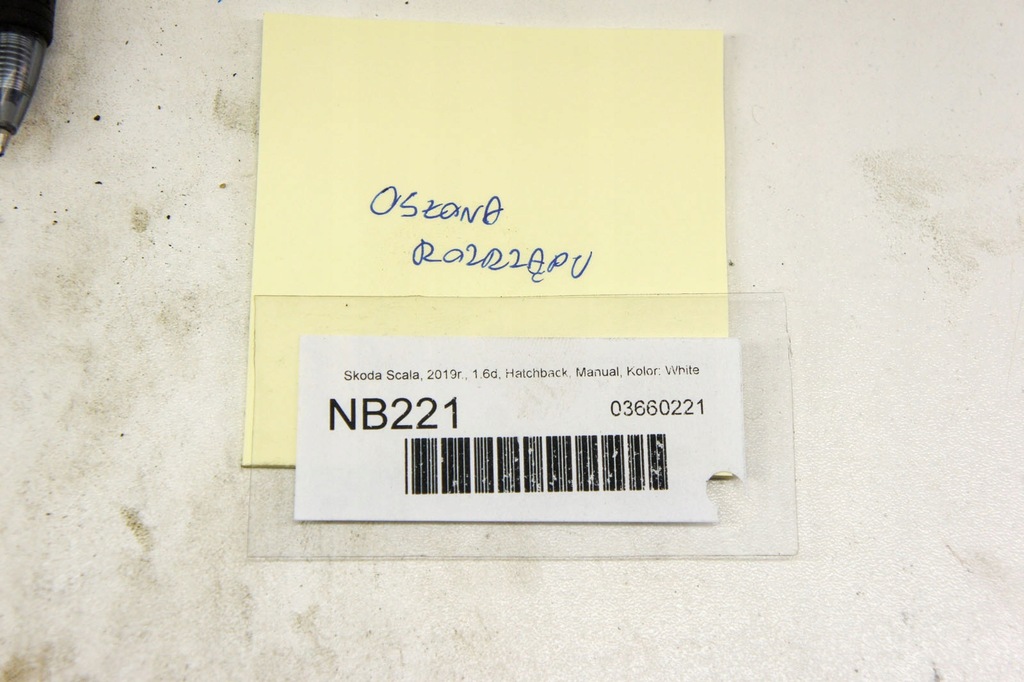 OSŁONA
ROZRZĄDU
Skoda Scala, 2019r., 1.6d, Hatchback, Manual, Kolor: White
NB221
03660221